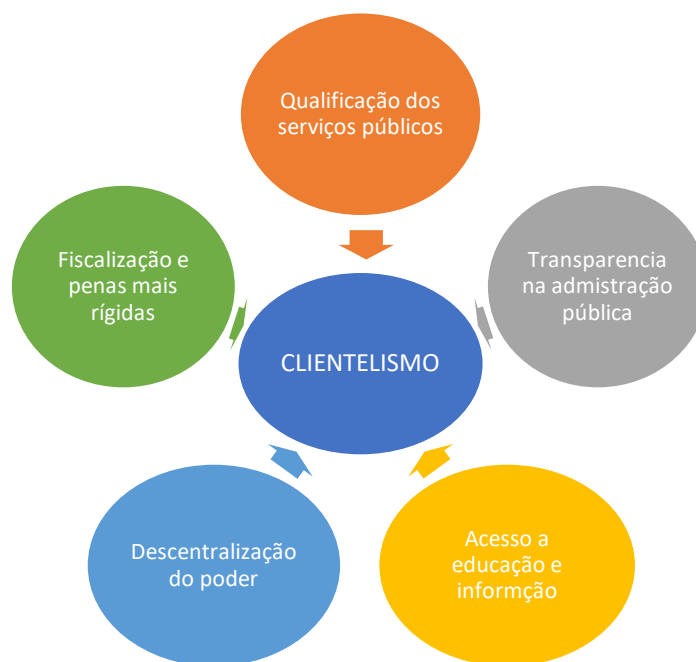 Qualificação dos
serviços públicos
Fiscalização e
penas mais
rígidas
Transparencia
na admistração
pública
CLIENTELISMO
Descentralização
do poder
Acesso a
educação e
informção